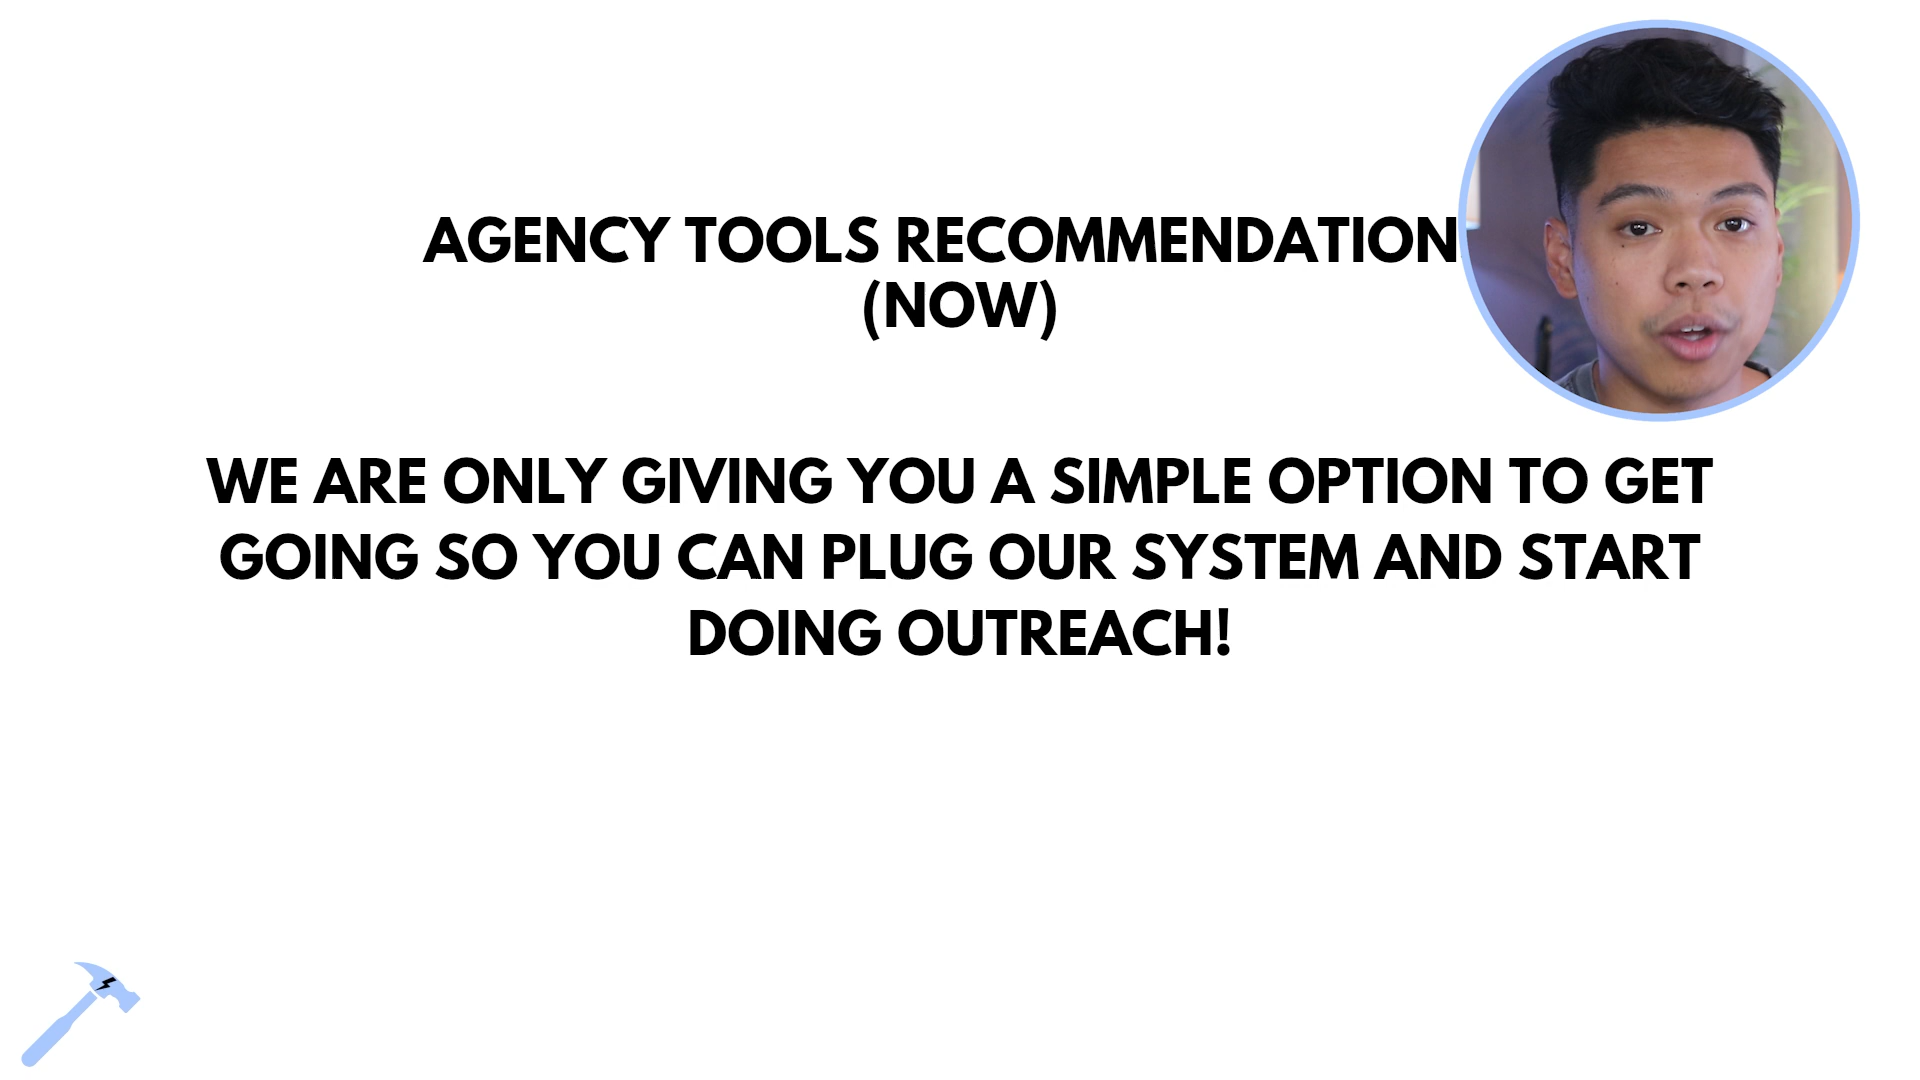 AGENCY TOOLS RECOMMENDATION
(NOW)
WE ARE ONLY GIVING YOU A SIMPLE OPTION TO GET
GOING SO YOU CAN PLUG OUR SYSTEM AND START
DOING OUTREACH!